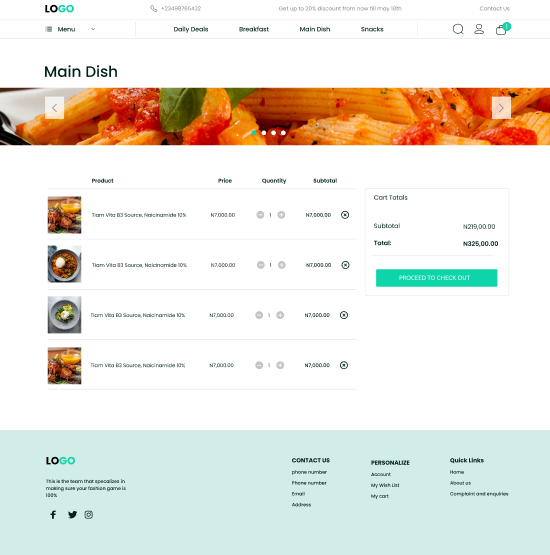 LOGO
+23498765432
Get up to 20% discount from now till may 18th
Contact Us
Menu
Daily Deals
Breakfast
Main Dish
Snacks
1
Main Dish
Product
Price
Quantity
Subtotal
Tiam Vita B3 Source, Naicinamide 10%
N7,000.00
1
N7,000.00
Tiam Vita B3 Source, Naicinamide 10%
N7,000.00
1
N7,000.00
Tiam Vita B3 Source, Naicinamide 10%
N7,000.00
1
N7,000.00
Tiam Vita B3 Source, Naicinamide 10%
N7,000.00
1
N7,000.00
Cart Totals
Subtotal
N219,00.00
Total:
N325,00.00
PROCEED TO CHECK OUT
LOGO
This is the team that specalizes in
making sure your fashion game is
100%
CONTACT US
phone number
Phone number
Email
Address
PERSONALIZE
Account
My Wish List
My cart
Quick Links
Home
About us
Complaint and enquiries